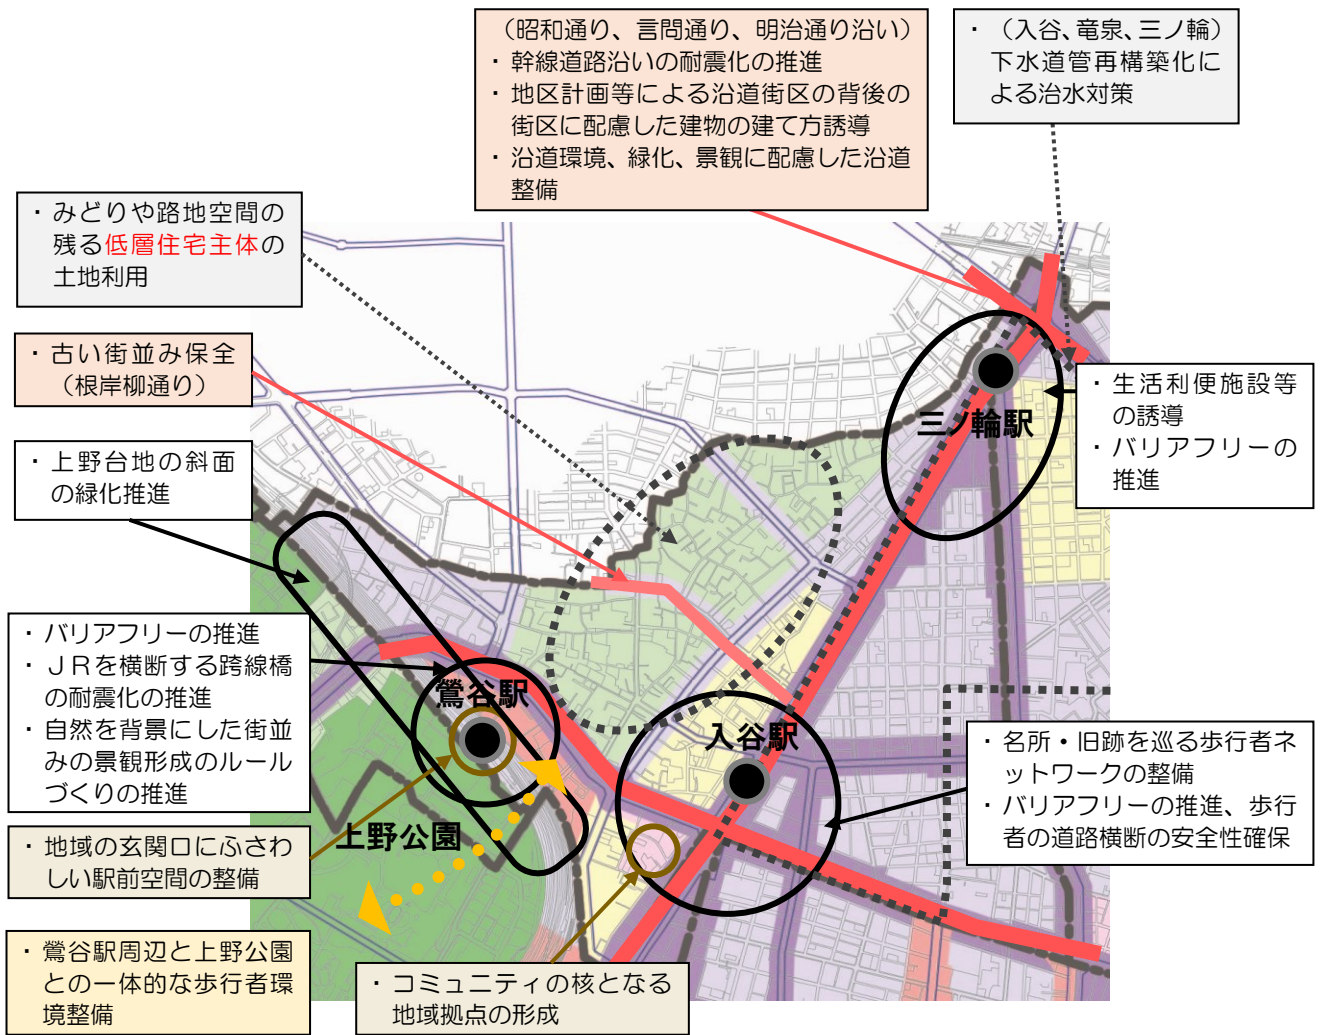 （昭和通り、言問通り、明治通り沿い）
・幹線道路沿いの耐震化の推進
・地区計画等による沿道街区の背後の
街区に配慮した建物の建て方誘導
・沿道環境、緑化、景観に配慮した沿道
整備
・（入谷、竜泉、三ノ輪）
下水道管再構築化に
よる治水対策
・みどりや路地空間の
残る低層住宅主体の
土地利用
・古い街並み保全
（根岸柳通り）
・上野台地の斜面
の緑化推進
・バリアフリーの推進
・ＪＲを横断する跨線橋
の耐震化の推進
・自然を背景にした街並
みの景観形成のルール
づくりの推進
・地域の玄関口にふさわ
しい駅前空間の整備
・鶯谷駅周辺と上野公園
との一体的な歩行者環
境整備
・コミュニティの核となる
地域拠点の形成
・生活利便施設等
の誘導
・バリアフリーの
推進
・名所・旧跡を巡る歩行者ネ
ットワークの整備
・バリアフリーの推進、歩行
者の道路横断の安全性確保
三ノ輪駅
鶯谷駅
入谷駅
上野公園